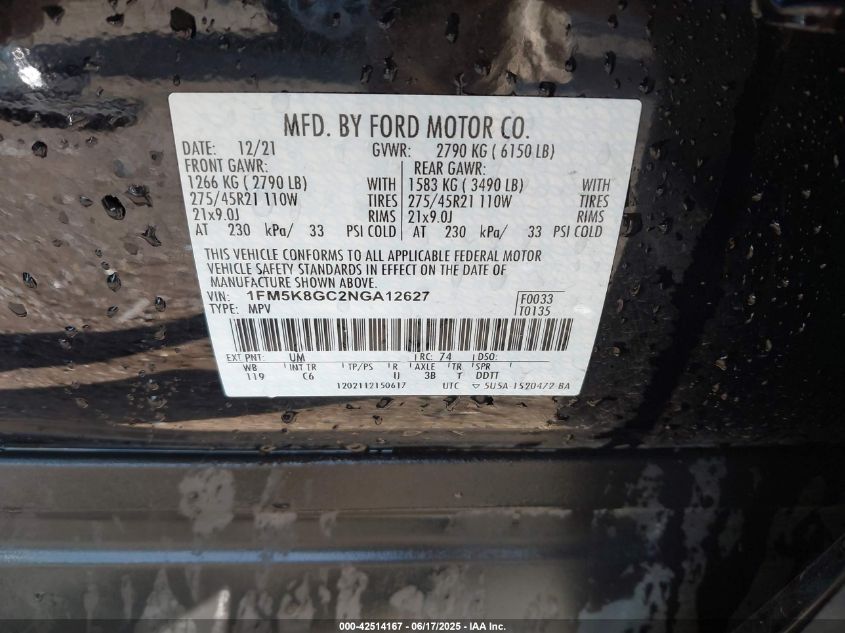 MFD. BY FORD MOTOR CO.
DATE: 12/21 GVWR: 2790 KG ( 6150 LB)
FRONT GAWR: REAR GAWR:
1266 KG ( 2790 LB) WITH 1583 KG ( 3490 LB) WITH
275/45R21 110W TIRES 275/45R21 110W TIRES
21x9.0J RIMS 21x9.0J RIMS
AT 230 kPa/ 33 PSI COLD AT 230 kPa/ 33 PSI COLD
THIS VEHICLE CONFORMS TO ALL APPLICABLE FEDERAL MOTOR
VEHICLE SAFETY STANDARDS IN EFFECT ON THE DATE OF
MANUFACTURE SHOWN ABOVE.
VIN: 1FM5K8GC2NGA12627 F0033
TYPE: MPV T0135
EXT PNT: UM RC: 74 DSO:
WB INT TR TP/PS R AXLE TR SPR
119 C6 U 3B T DDTT
1202112150617 UTC ▽ 5U5A-1520472-BA
000-42514167 - 06/17/2025 - IAA Inc.